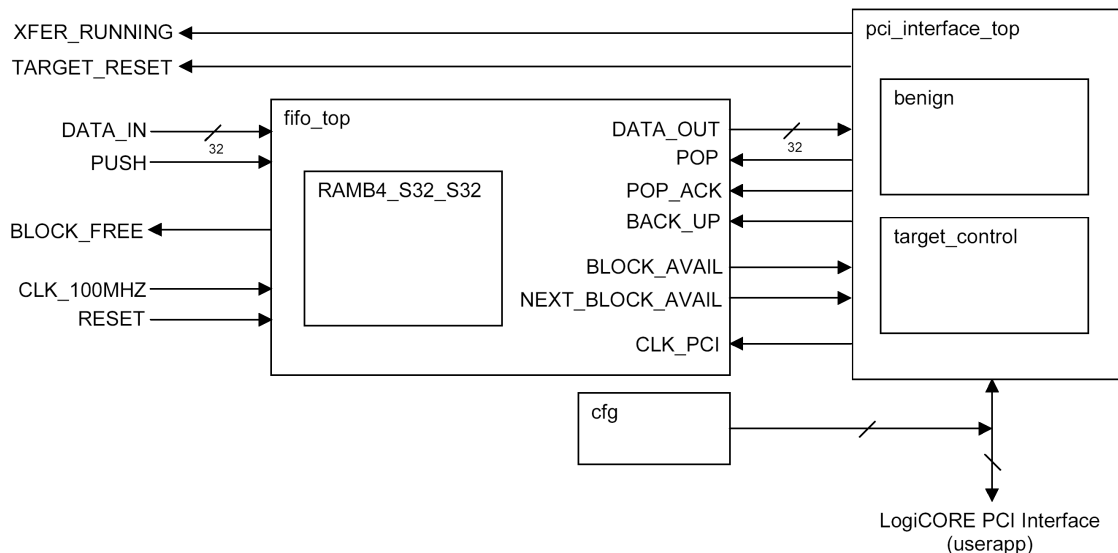 XFER_RUNNING
TARGET_RESET
pci_interface_top
benign
fifo_top
DATA_IN
32
PUSH
DATA_OUT
32
POP
RAMB4_S32_S32
POP_ACK
BACK_UP
BLOCK_FREE
target_control
BLOCK_AVAIL
CLK_100MHZ
NEXT_BLOCK_AVAIL
RESET
CLK_PCI
cfg
LogiCORE PCI Interface
(userapp)